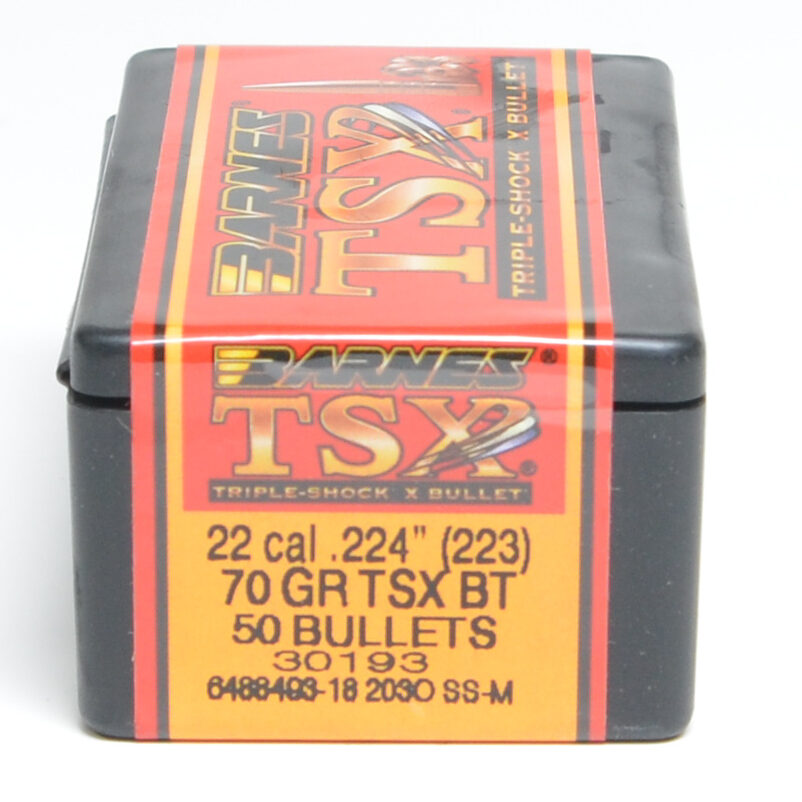 BARNES®
TSX®
TRIPLE-SHOCK X BULLET
BARNES®
TSX®
TRIPLE-SHOCK X BULLET
22 cal .224" (223)
70 GR TSX BT
50 BULLETS
30193
6488493-18 2030 SS-M